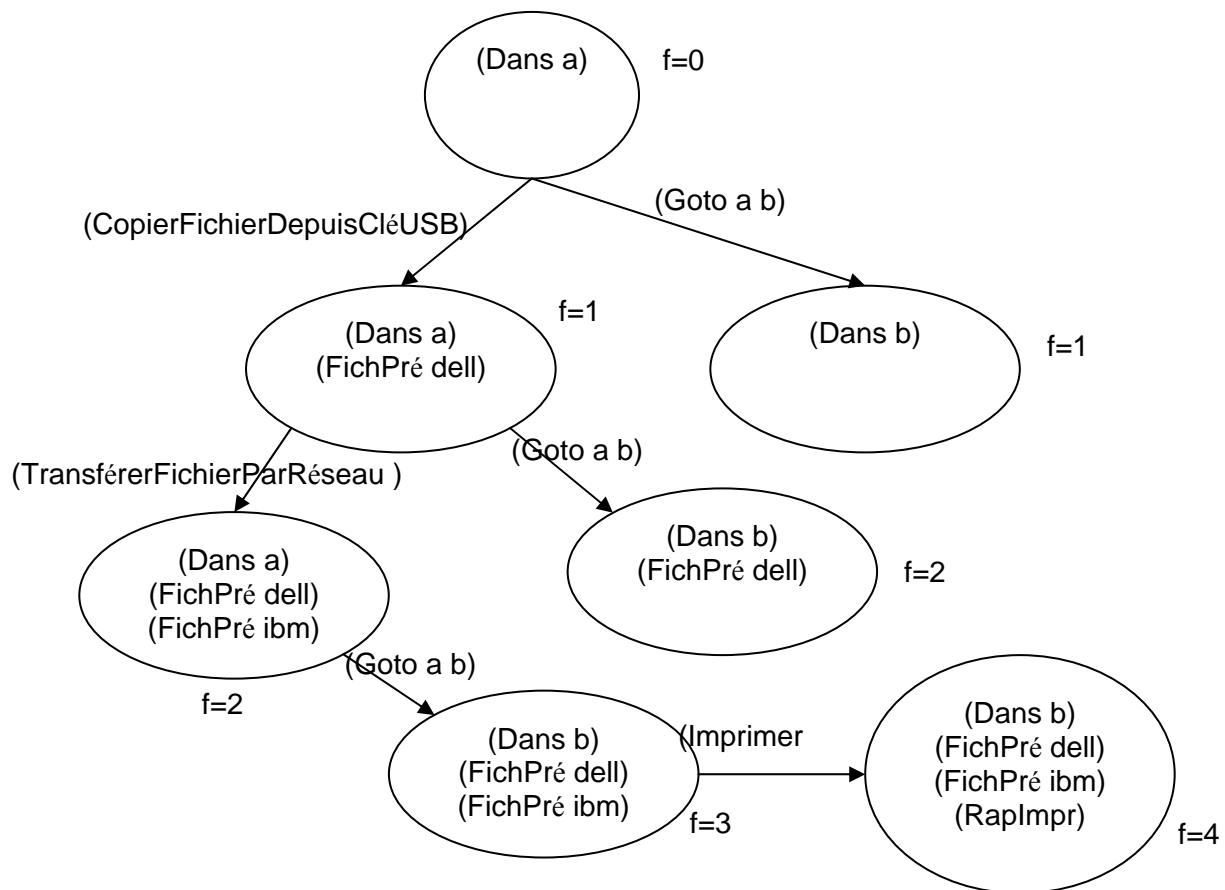 (Dans a)
f=0
(CopierFichierDepuisCléUSB)
(Goto a b)
f=1
(Dans a)
(FichPré dell)
(Dans b)
f=1
(TransférerFichierParRéseau )
(Goto a b)
(Dans a)
(FichPré dell)
(FichPré ibm)
f=2
(Dans b)
(FichPré dell)
f=2
(Goto a b)
(Dans b)
(FichPré dell)
(FichPré ibm)
f=3
(Imprimer
(Dans b)
(FichPré dell)
(FichPré ibm)
(RapImpr)
f=4